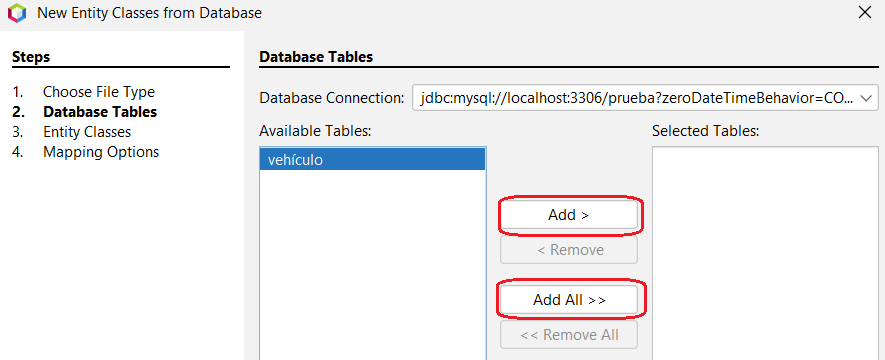 New Entity Classes from Database
Steps
1. Choose File Type
2. Database Tables
3. Entity Classes
4. Mapping Options
Database Tables
Database Connection: jdbc:mysql://localhost:3306/prueba?zeroDateTimeBehavior=CO...
Available Tables:
vehículo
Add >
< Remove
Add All >>
<< Remove All
Selected Tables: